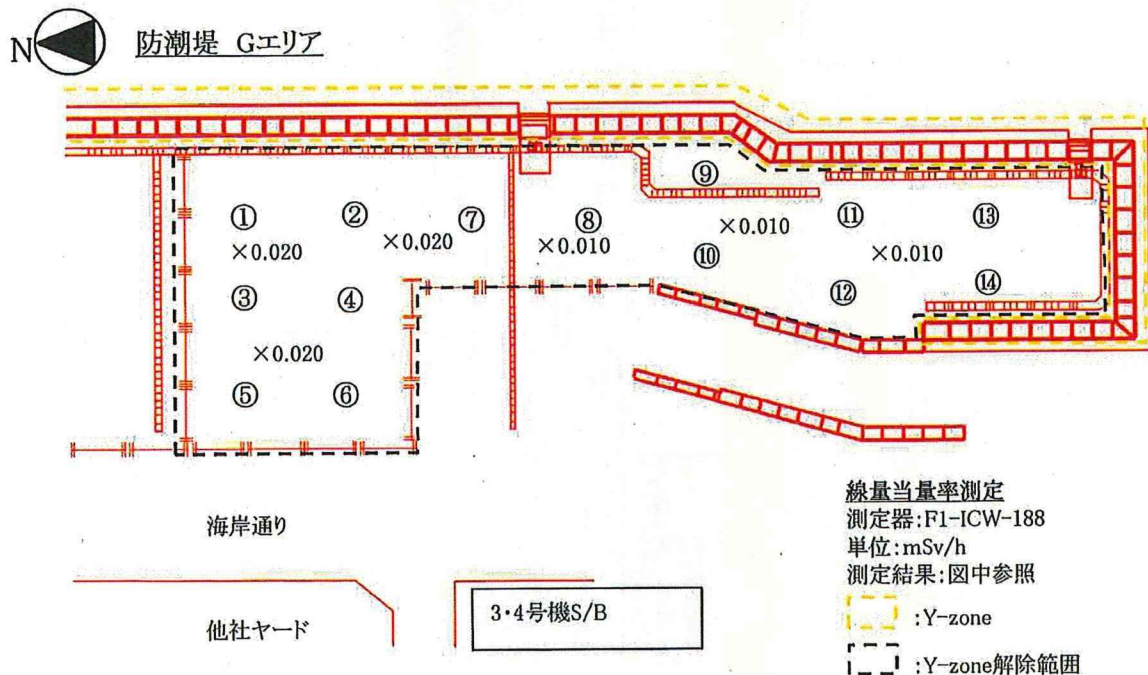 N
防潮堤 Gエリア
⑨
① ② ⑦ ⑧ ⑪ ⑬
×0.020 ×0.020 ×0.010 ×0.010 ×0.010
⑩
③ ④ ⑫ ⑭
×0.020
⑤ ⑥
海岸通り
他社ヤード
3・4号機S/B
線量当量率測定
測定器:F1-ICW-188
単位:mSv/h
測定結果:図中参照
:Y-zone
:Y-zone解除範囲